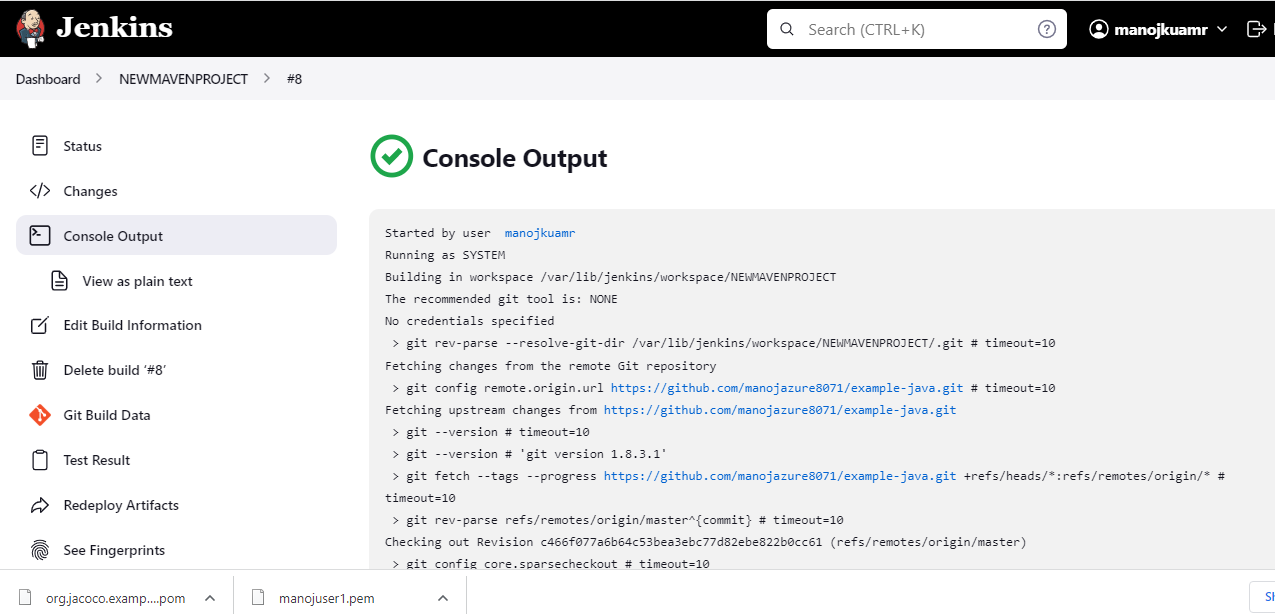 Jenkins
Search (CTRL+K)
manojkuamr
Dashboard > NEWMAVENPROJECT > #8
Status
Changes
Console Output
View as plain text
Edit Build Information
Delete build ‘#8’
Git Build Data
Test Result
Redeploy Artifacts
See Fingerprints
Console Output
Started by user manojkuamr
Running as SYSTEM
Building in workspace /var/lib/jenkins/workspace/NEWMAVENPROJECT
The recommended git tool is: NONE
No credentials specified
> git rev-parse --resolve-git-dir /var/lib/jenkins/workspace/NEWMAVENPROJECT/.git # timeout=10
Fetching changes from the remote Git repository
> git config remote.origin.url https://github.com/manojazure8071/example-java.git # timeout=10
Fetching upstream changes from https://github.com/manojazure8071/example-java.git
> git --version # timeout=10
> git --version # 'git version 1.8.3.1'
> git fetch --tags --progress https://github.com/manojazure8071/example-java.git +refs/heads/*:refs/remotes/origin/* #
timeout=10
> git rev-parse refs/remotes/origin/master^{commit} # timeout=10
Checking out Revision c466f077a6b64c53bea3ebc77d82ebe822b0cc61 (refs/remotes/origin/master)
> git config core.sparsecheckout # timeout=10
org.jacoco.examp....pom
manojuser1.pem